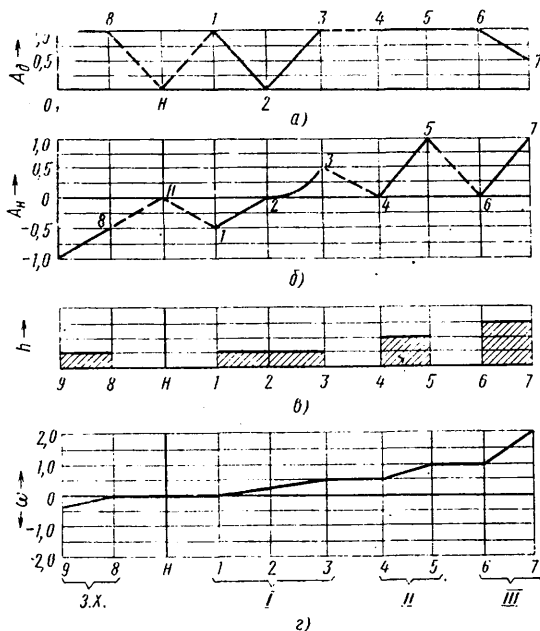 8 1 3 4 5 6
A_д → 1,0
0,5
0,
H 2 7
а)
A_н → 1,0
0,5
0
-0,5
-1,0
8 H 1 2 3 4 5 6 7
б)
h →
9 8 H 1 2 3 4 5 6 7
в)
← ω → 2,0
1,0
0
-1,0
-2,0
9 8 H 1 2 3 4 5 6 7
З.Х. I II III
г)